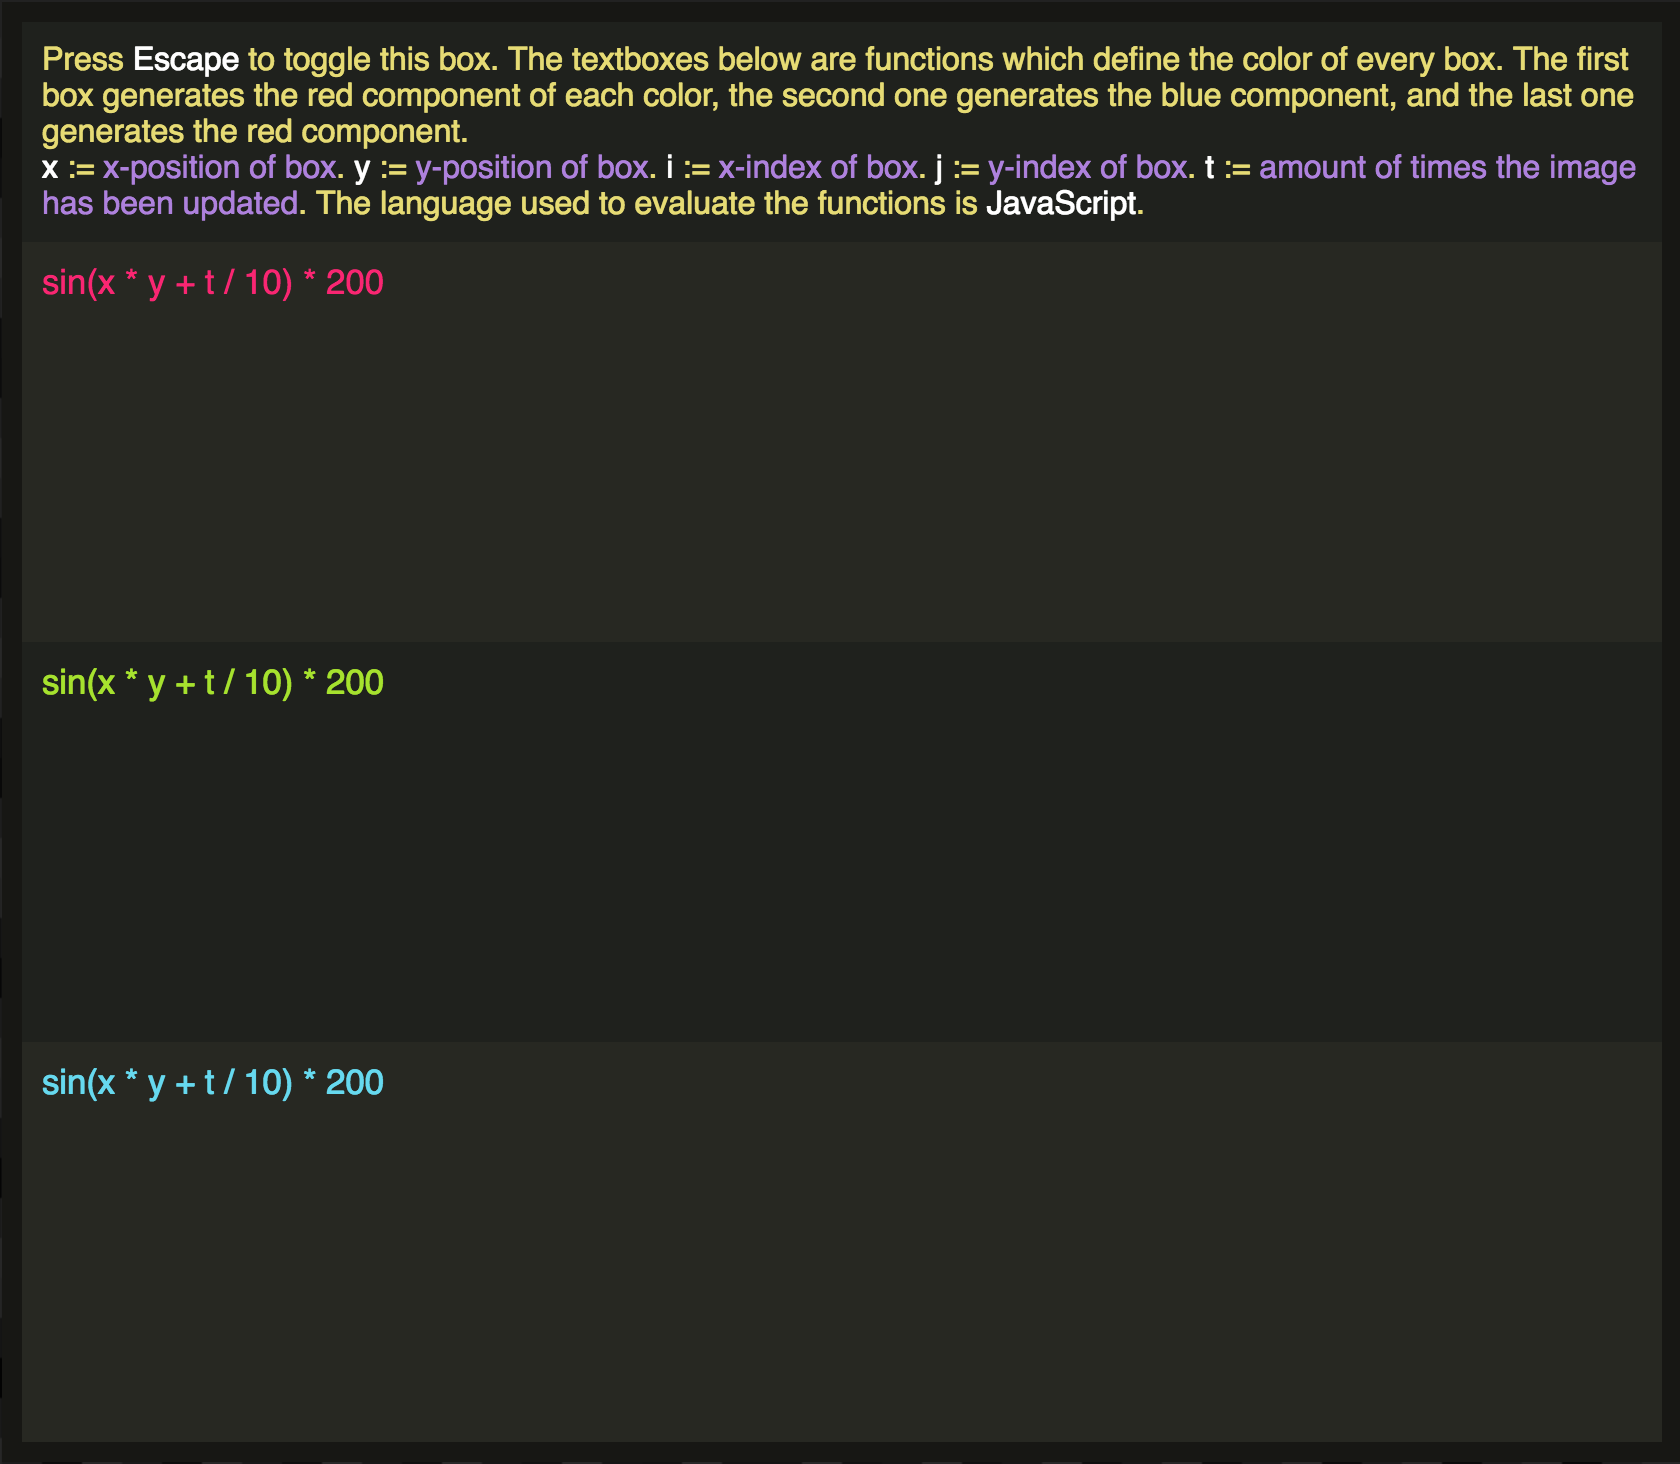 Press Escape to toggle this box. The textboxes below are functions which define the color of every box. The first
box generates the red component of each color, the second one generates the blue component, and the last one
generates the red component.
x := x-position of box. y := y-position of box. i := x-index of box. j := y-index of box. t := amount of times the image
has been updated. The language used to evaluate the functions is JavaScript.
sin(x * y + t / 10) * 200
sin(x * y + t / 10) * 200
sin(x * y + t / 10) * 200